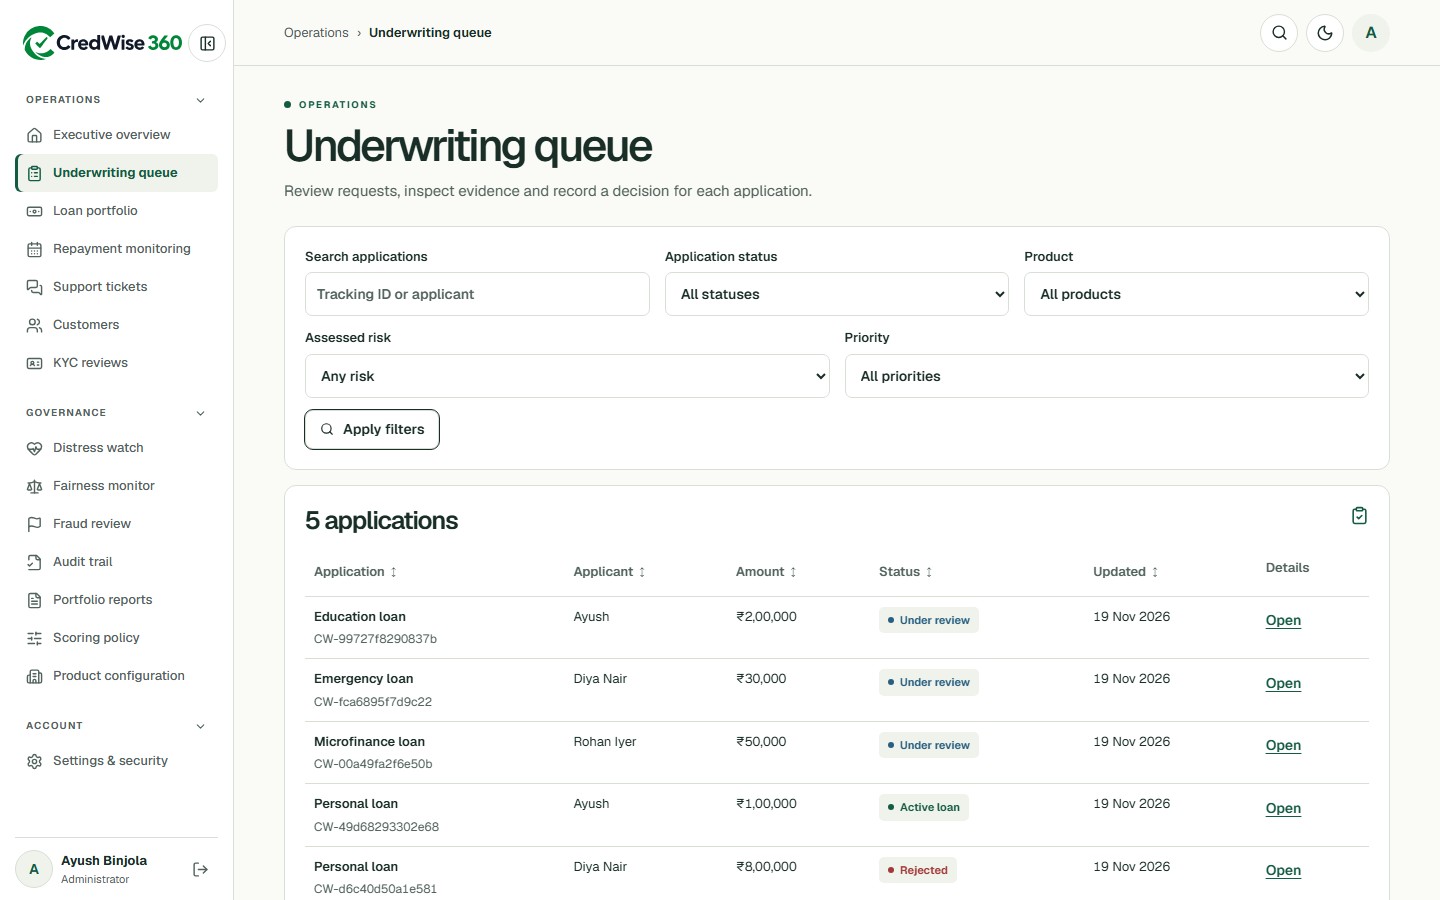 CredWise 360
OPERATIONS
Executive overview
Underwriting queue
Loan portfolio
Repayment monitoring
Support tickets
Customers
KYC reviews
GOVERNANCE
Distress watch
Fairness monitor
Fraud review
Audit trail
Portfolio reports
Scoring policy
Product configuration
ACCOUNT
Settings & security
A
Ayush Binjola
Administrator
Operations › Underwriting queue
A
OPERATIONS
Underwriting queue
Review requests, inspect evidence and record a decision for each application.
Search applications Application status Product
Tracking ID or applicant All statuses All products
Assessed risk Priority
Any risk All priorities
Apply filters
5 applications
Application ↕ Applicant ↕ Amount ↕ Status ↕ Updated ↕ Details
Education loan Ayush ₹2,00,000 Under review 19 Nov 2026 Open
CW-99727f8290837b
Emergency loan Diya Nair ₹30,000 Under review 19 Nov 2026 Open
CW-fca6895f7d9c22
Microfinance loan Rohan Iyer ₹50,000 Under review 19 Nov 2026 Open
CW-00a49fa2f6e50b
Personal loan Ayush ₹1,00,000 Active loan 19 Nov 2026 Open
CW-49d68293302e68
Personal loan Diya Nair ₹8,00,000 Rejected 19 Nov 2026 Open
CW-d6c40d50a1e581